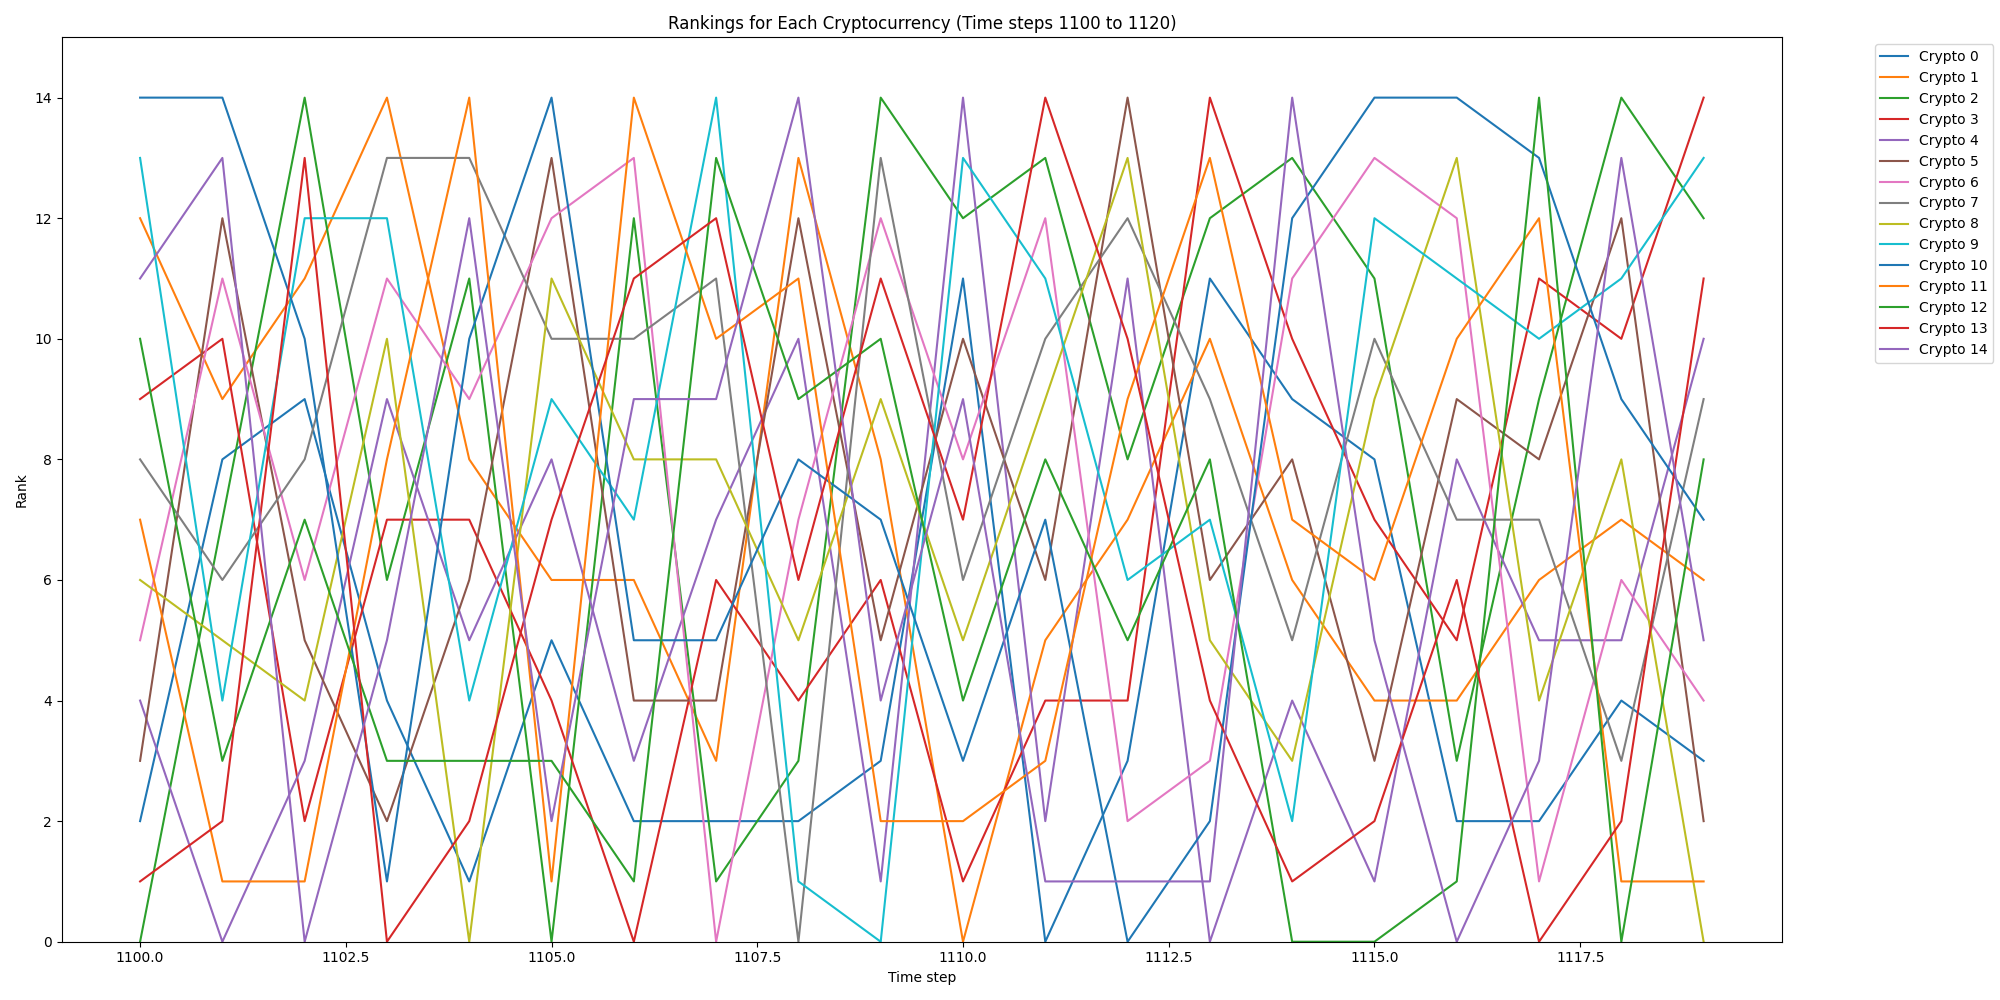 Rankings for Each Cryptocurrency (Time steps 1100 to 1120)
Rank
14
12
10
8
6
4
2
0
1100.0 1102.5 1105.0 1107.5 1110.0 1112.5 1115.0 1117.5
Time step
Crypto 0
Crypto 1
Crypto 2
Crypto 3
Crypto 4
Crypto 5
Crypto 6
Crypto 7
Crypto 8
Crypto 9
Crypto 10
Crypto 11
Crypto 12
Crypto 13
Crypto 14